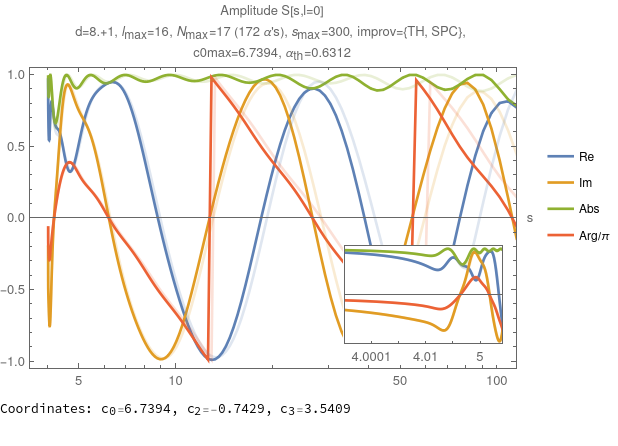 Amplitude S[s,l=0]
d=8.+1, lmax=16, Nmax=17 (172 α's), smax=300, improv={TH, SPC},
c0max=6.7394, αth=0.6312
1.0
0.5
0.0
−0.5
−1.0
s
Re
Im
Abs
Arg/π
4.0001 4.01 5
5 10 50 100
Coordinates: c0=6.7394, c2=−0.7429, c3=3.5409